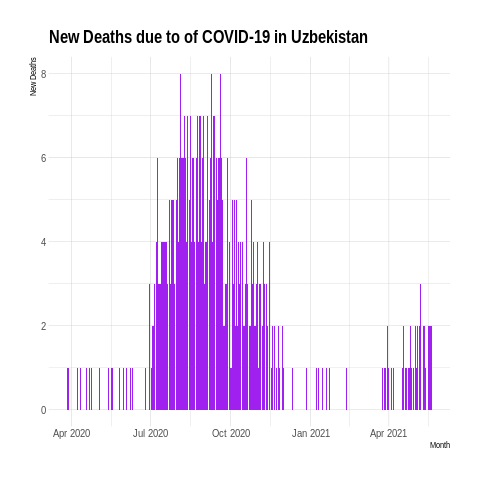 New Deaths due to of COVID-19 in Uzbekistan
New Deaths
8
6
4
2
0
Apr 2020 Jul 2020 Oct 2020 Jan 2021 Apr 2021
Month